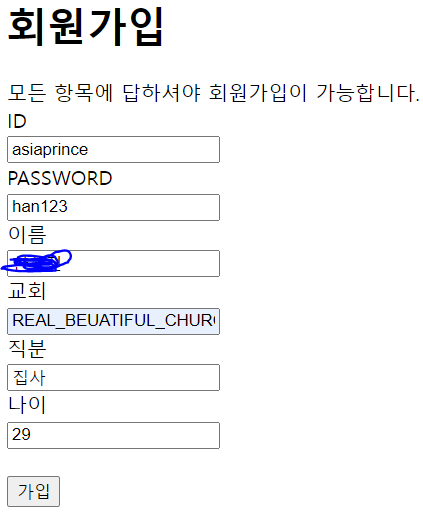 회원가입
모든 항목에 답하셔야 회원가입이 가능합니다.
ID
asiaprince
PASSWORD
han123
이름
교회
REAL_BEUATIFUL_CHUR
직분
집사
나이
29
가입